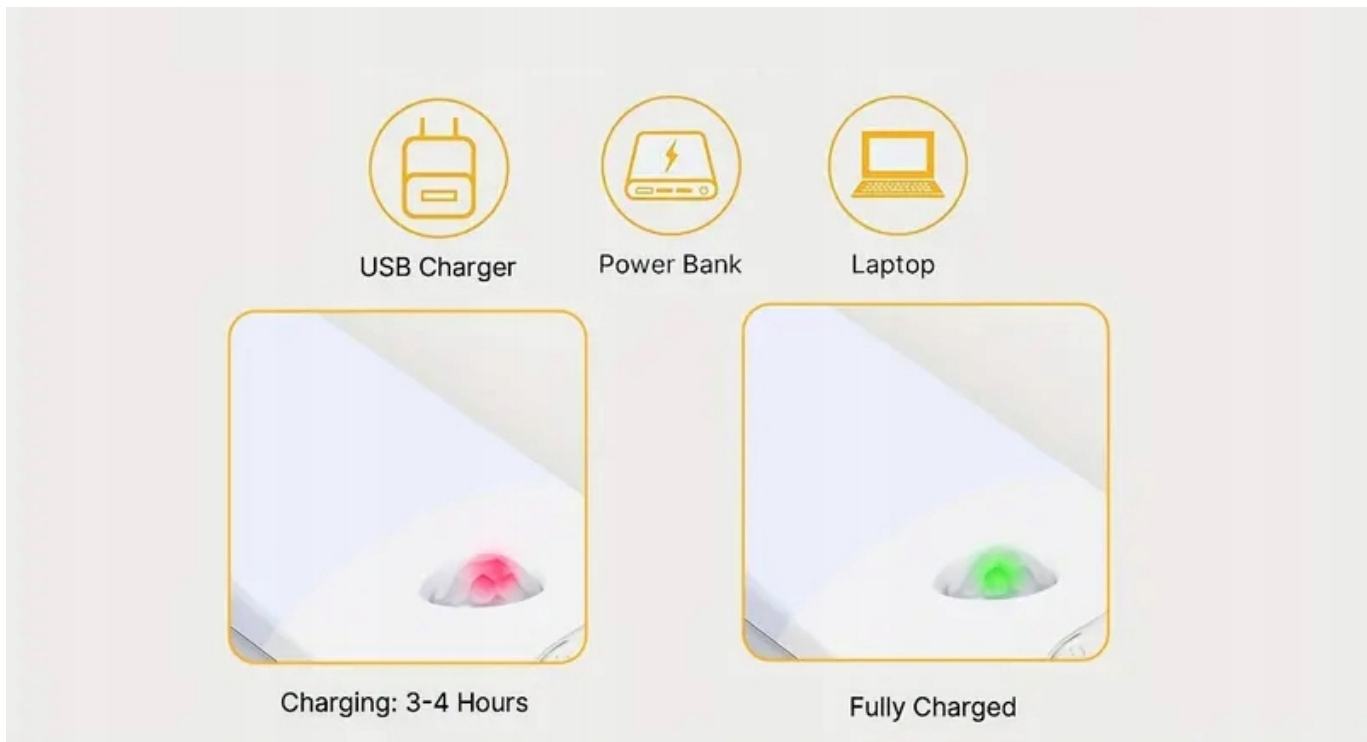 USB Charger
Power Bank
Laptop
Charging: 3-4 Hours
Fully Charged